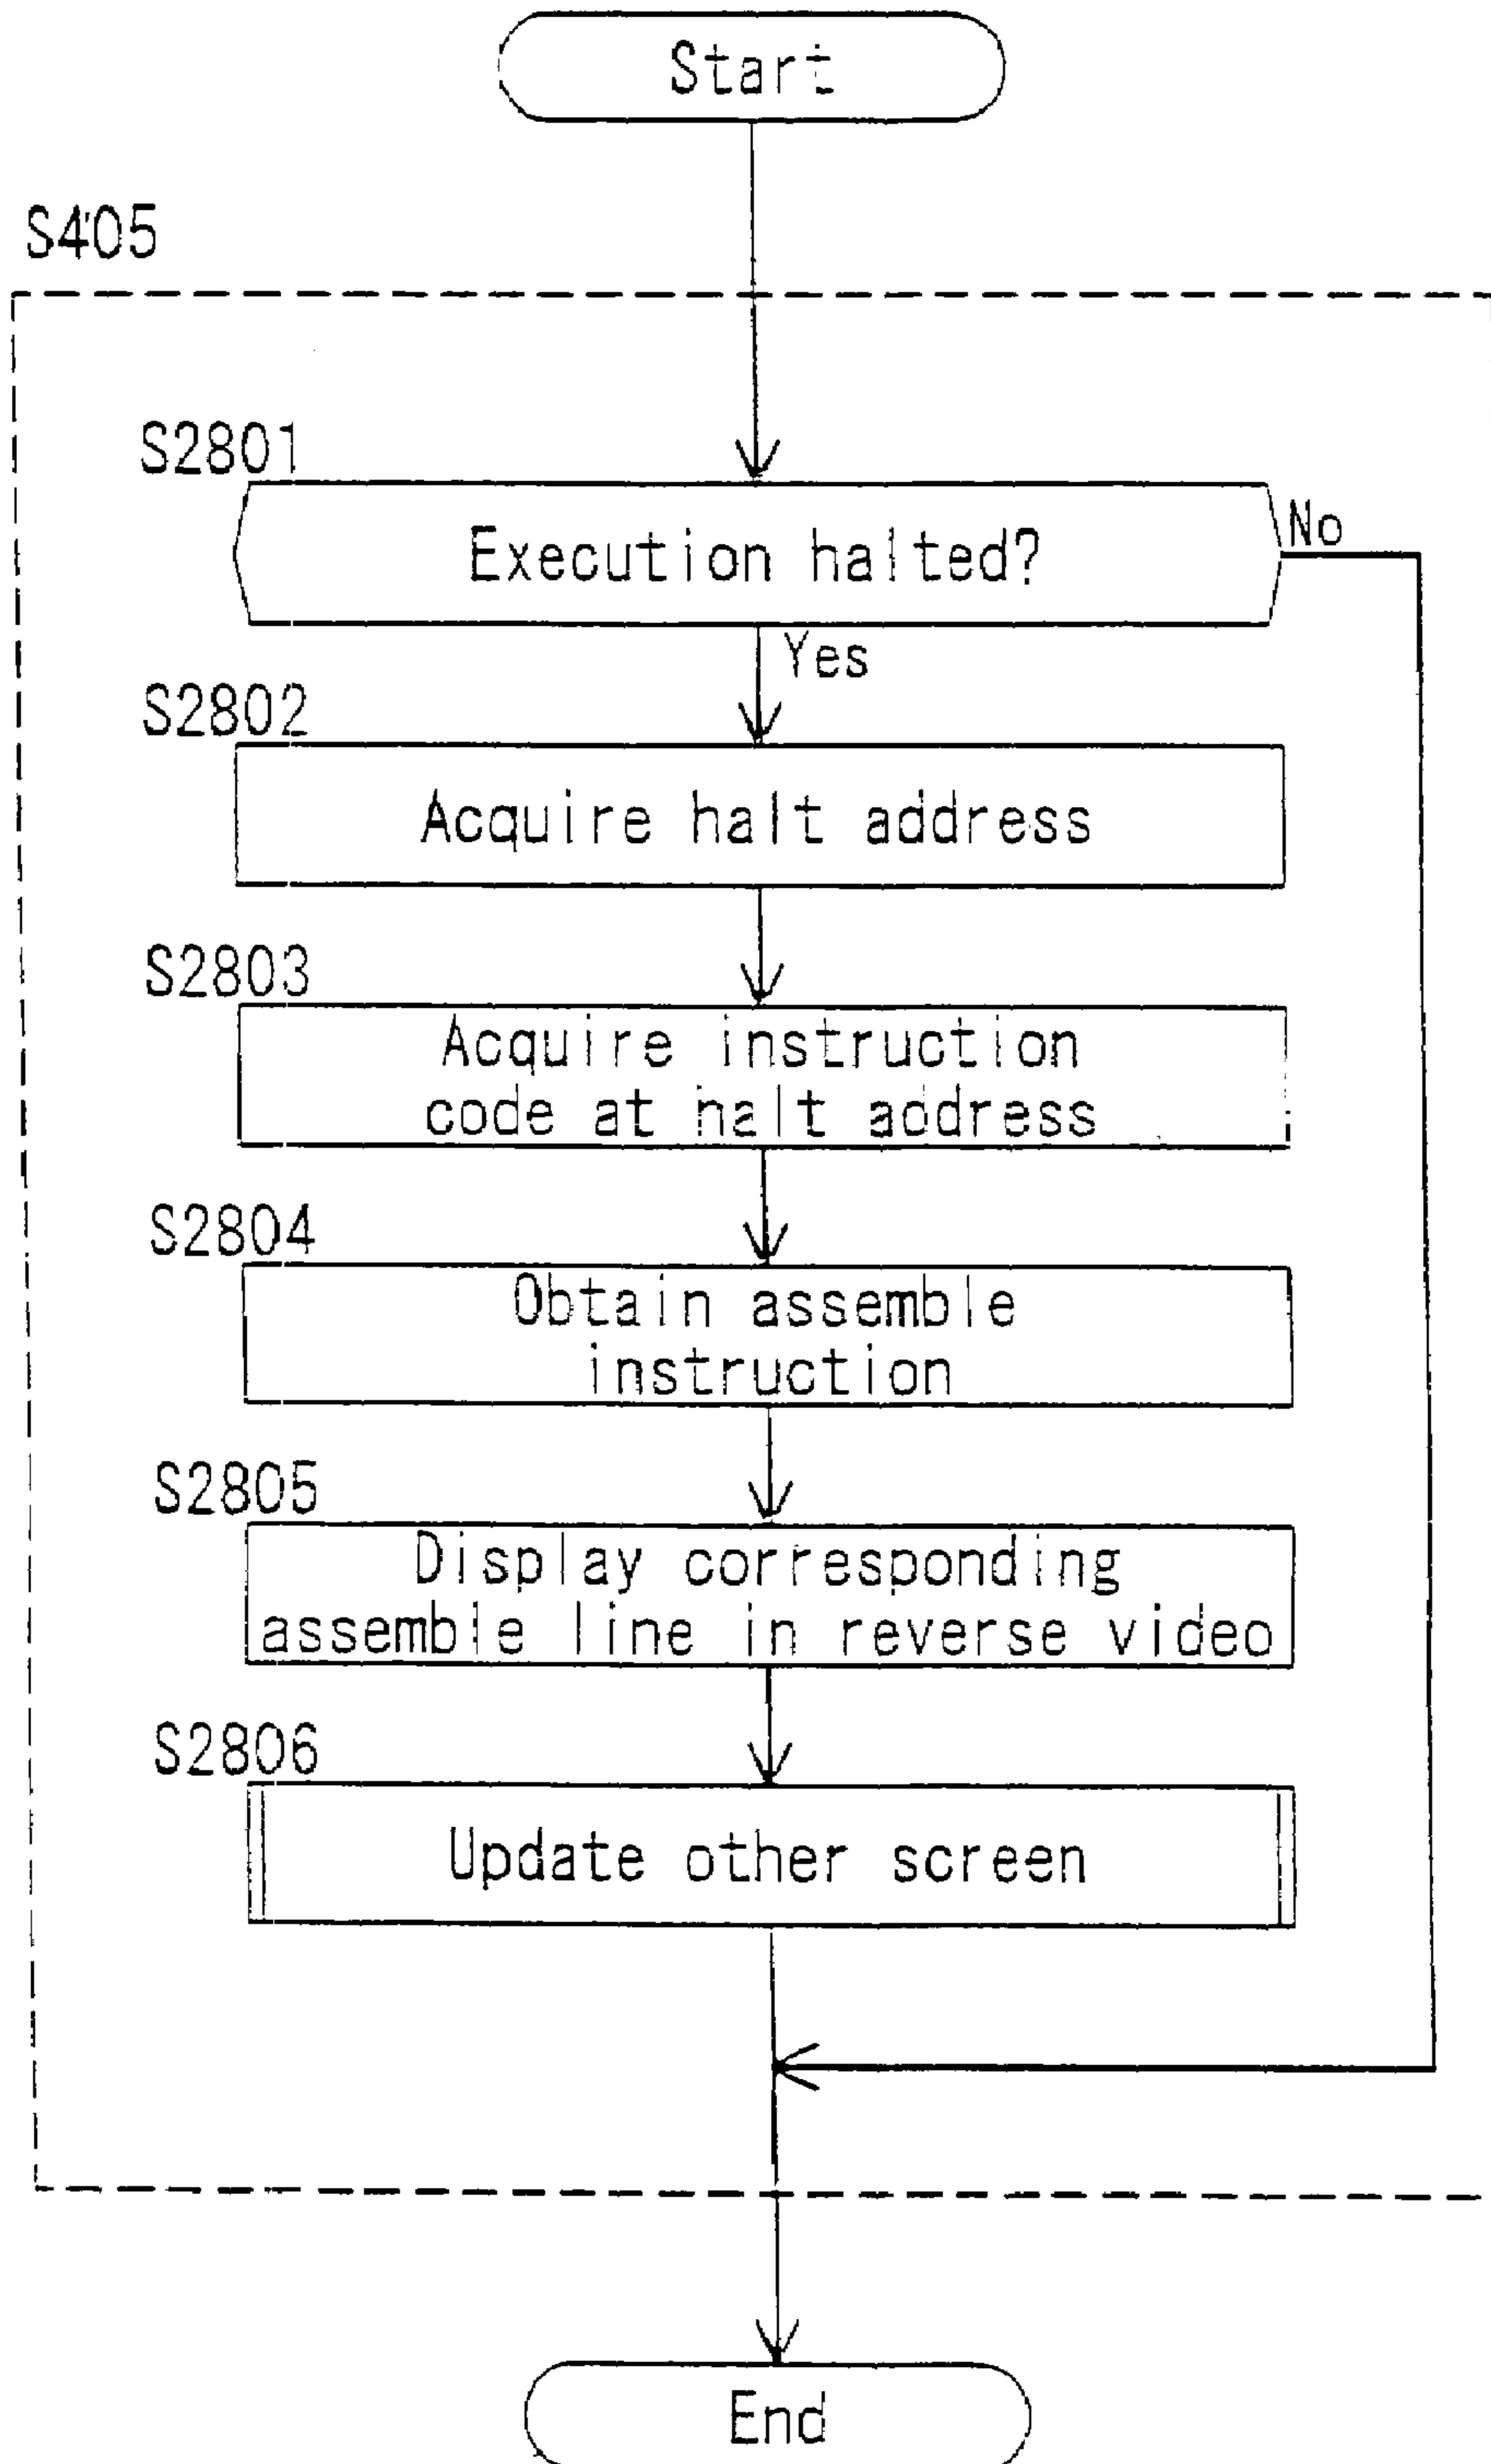 Start
S405
S2801
Execution halted?
No
Yes
S2802
Acquire halt address
S2803
Acquire instruction
code at halt address
S2804
Obtain assemble
instruction
S2805
Display corresponding
assemble line in reverse video
S2806
Update other screen
End